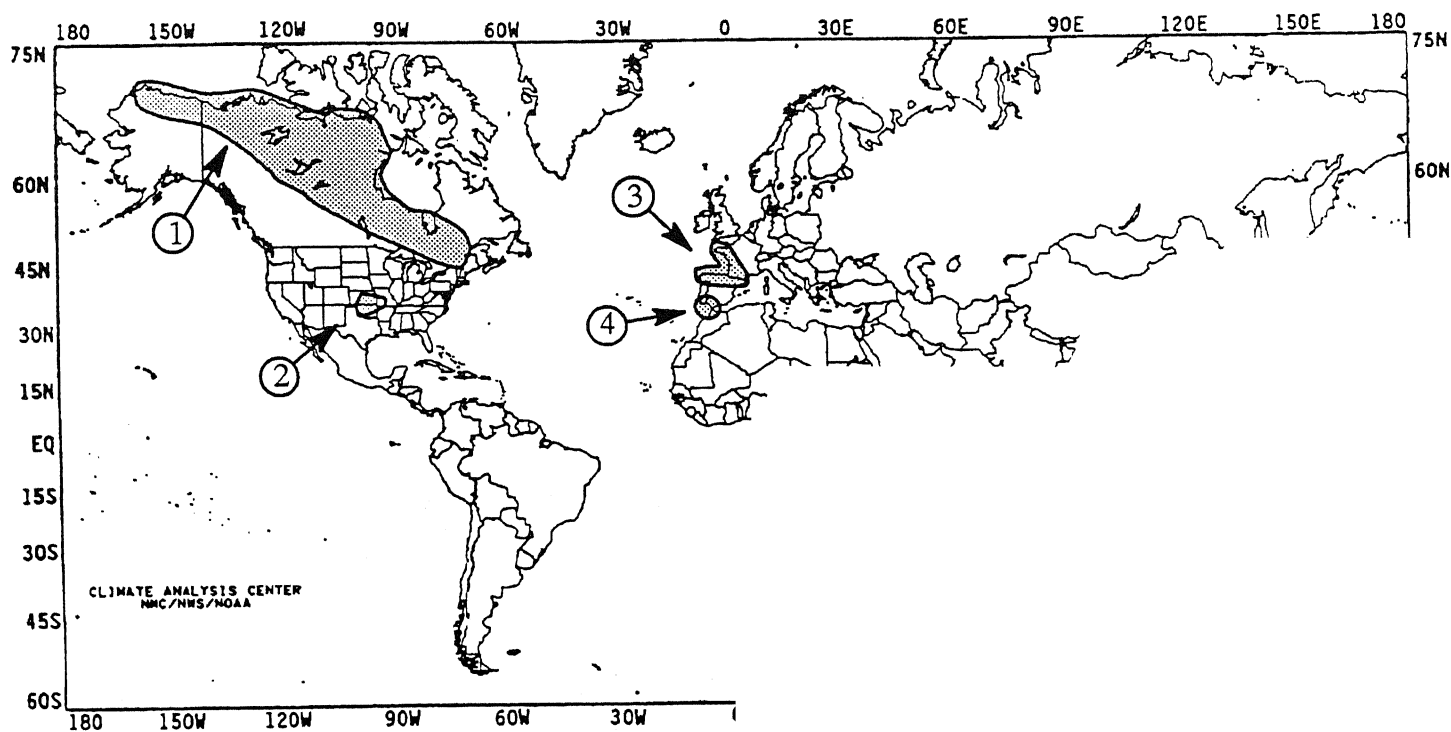 180 150W 120W 90W 60W 30W 0 30E 60E 90E 120E 150E 180
75N 75N
60N 60N
45N
30N
15N
EQ
15S
30S
45S
60S
1
2
3
4
CLIMATE ANALYSIS CENTER
NMC/NWS/NOAA
180 150W 120W 90W 60W 30W